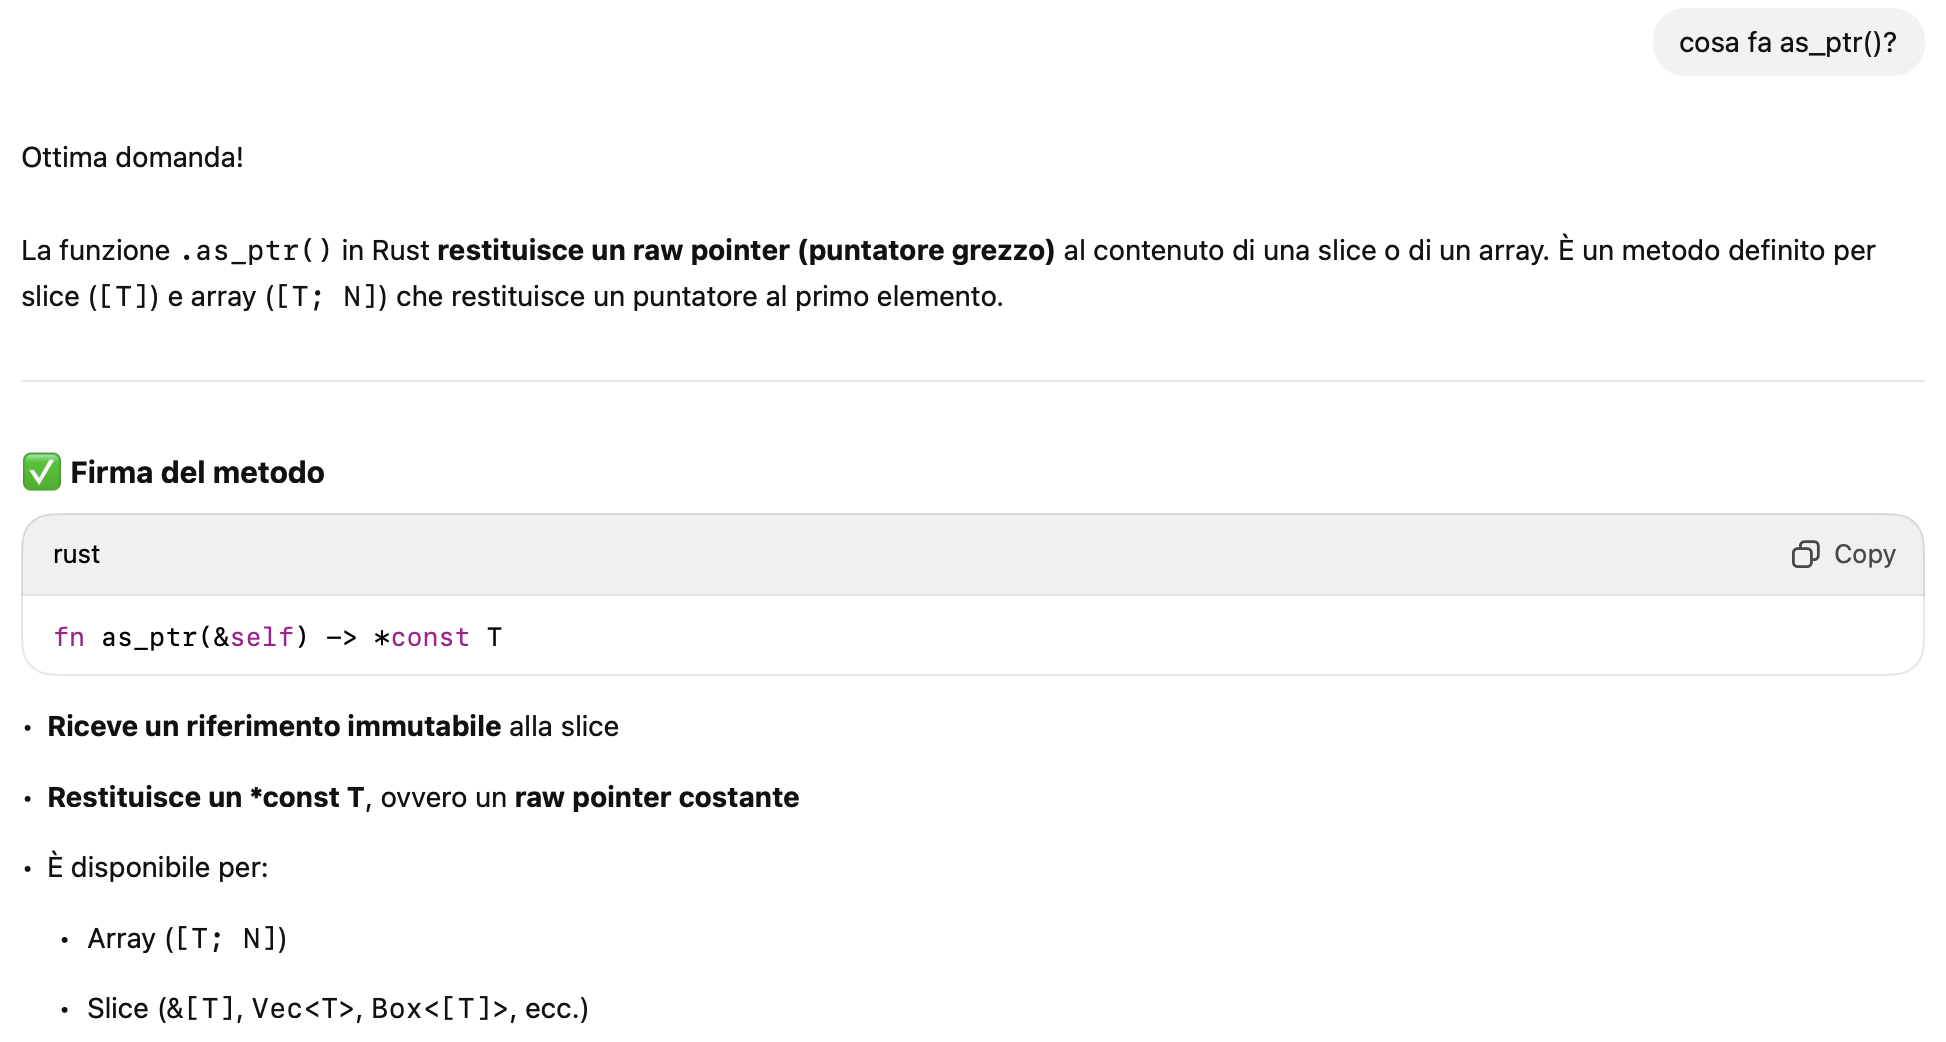 cosa fa as_ptr()?
Ottima domanda!
La funzione .as_ptr() in Rust restituisce un raw pointer (puntatore grezzo) al contenuto di una slice o di un array. È un metodo definito per
slice ([T]) e array ([T; N]) che restituisce un puntatore al primo elemento.
✅ Firma del metodo
rust
Copy
fn as_ptr(&self) -> *const T
• Riceve un riferimento immutabile alla slice
• Restituisce un *const T, ovvero un raw pointer costante
• È disponibile per:
• Array ([T; N])
• Slice (&[T], Vec<T>, Box<[T]>, ecc.)